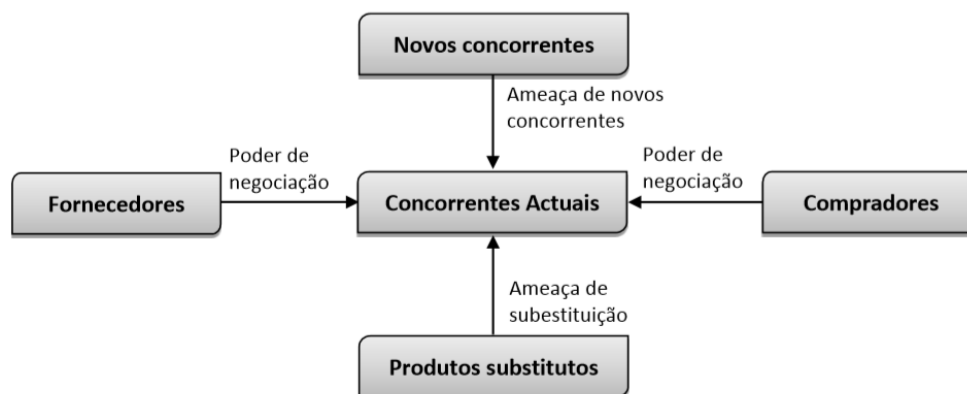 Novos concorrentes
Ameaça de novos
concorrentes
Poder de
negociação
Poder de
negociação
Fornecedores
Concorrentes Actuais
Compradores
Ameaça de
subestituição
Produtos substitutos